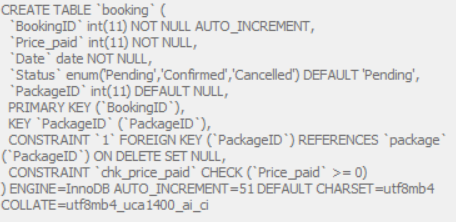 CREATE TABLE `booking` (
`BookingID` int(11) NOT NULL AUTO_INCREMENT,
`Price_paid` int(11) NOT NULL,
`Date` date NOT NULL,
`Status` enum('Pending','Confirmed','Cancelled') DEFAULT 'Pending',
`PackageID` int(11) DEFAULT NULL,
PRIMARY KEY (`BookingID`),
KEY `PackageID` (`PackageID`),
CONSTRAINT `1` FOREIGN KEY (`PackageID`) REFERENCES `package`
(`PackageID`) ON DELETE SET NULL,
CONSTRAINT `chk_price_paid` CHECK (`Price_paid` >= 0)
) ENGINE=InnoDB AUTO_INCREMENT=51 DEFAULT CHARSET=utf8mb4
COLLATE=utf8mb4_uca1400_ai_ci